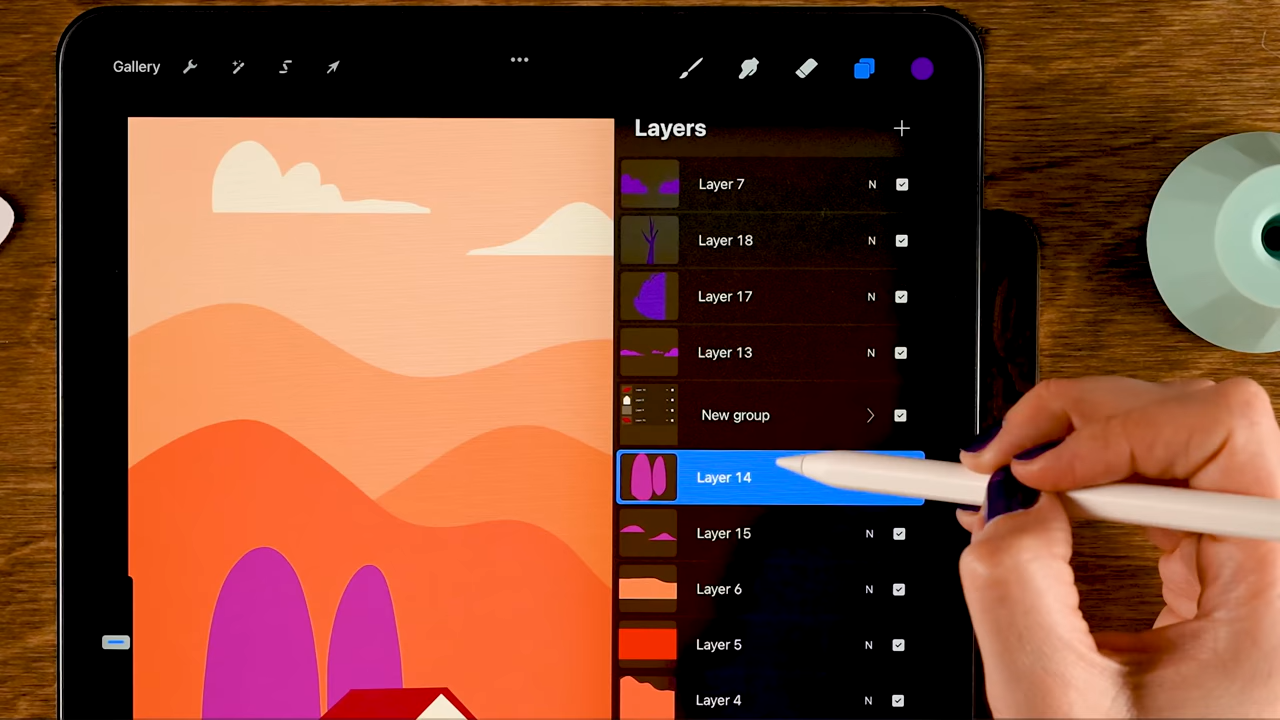 Gallery
Layers
Layer 7 N
Layer 18 N
Layer 17 N
Layer 13 N
New group
Layer 14
Layer 15 N
Layer 6 N
Layer 5 N
Layer 4 N